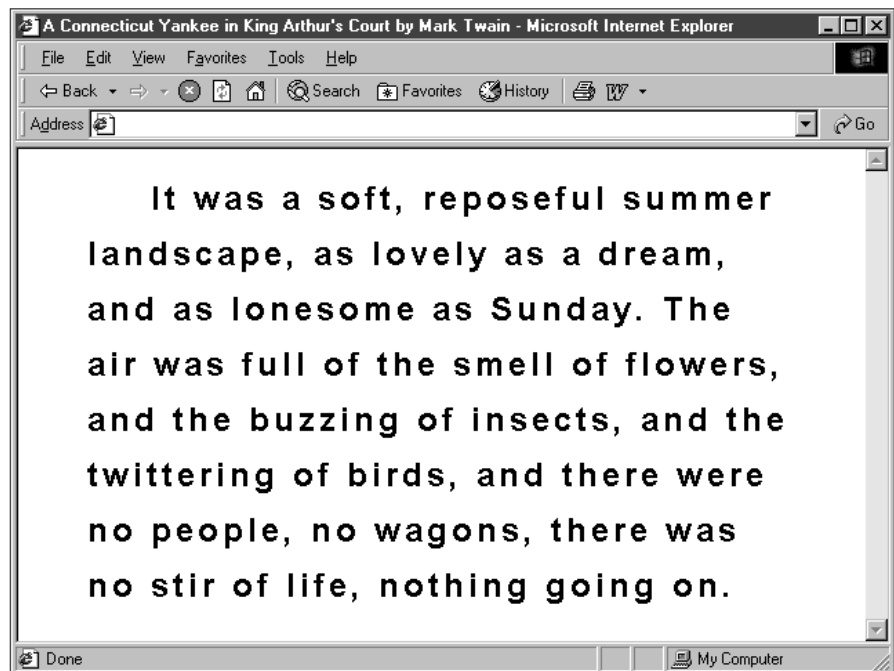 A Connecticut Yankee in King Arthur's Court by Mark Twain - Microsoft Internet Explorer
File Edit View Favorites Tools Help
Back Search Favorites History
Address Go
It was a soft, reposeful summer
landscape, as lovely as a dream,
and as lonesome as Sunday. The
air was full of the smell of flowers,
and the buzzing of insects, and the
twittering of birds, and there were
no people, no wagons, there was
no stir of life, nothing going on.
Done My Computer